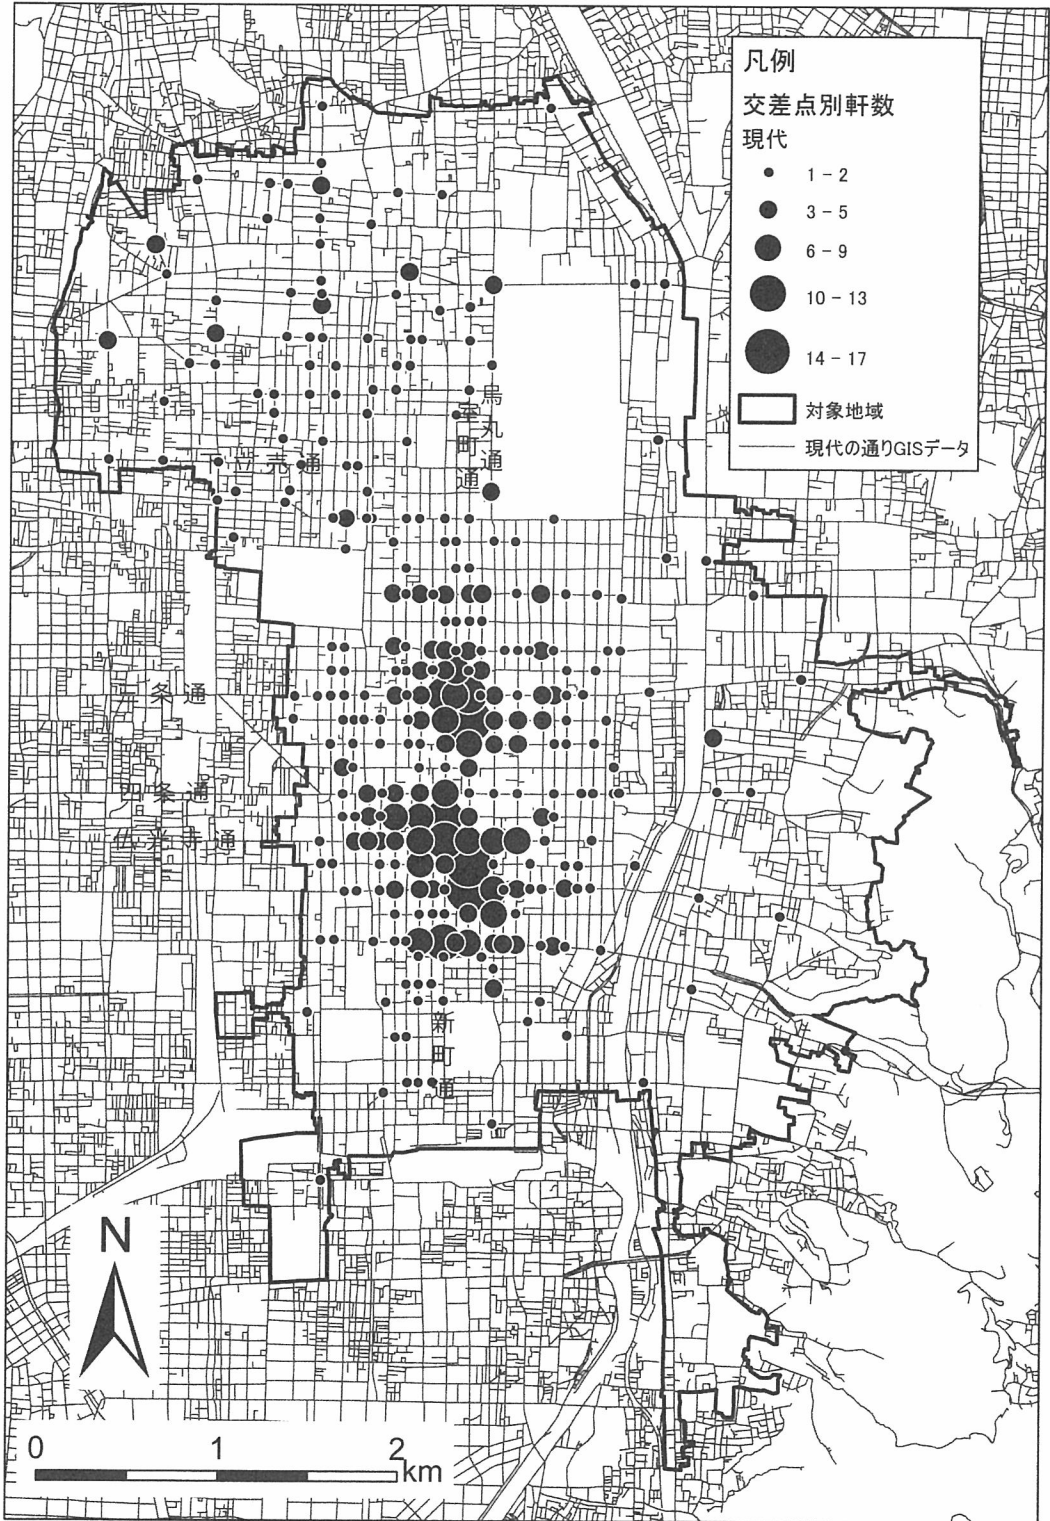 凡例
交差点別軒数
現代
1 - 2
3 - 5
6 - 9
10 - 13
14 - 17
対象地域
現代の通りGISデータ
烏丸通
室町通
下立売通
三条通
四条通
仏光寺通
新町通
N
0 1 2 km